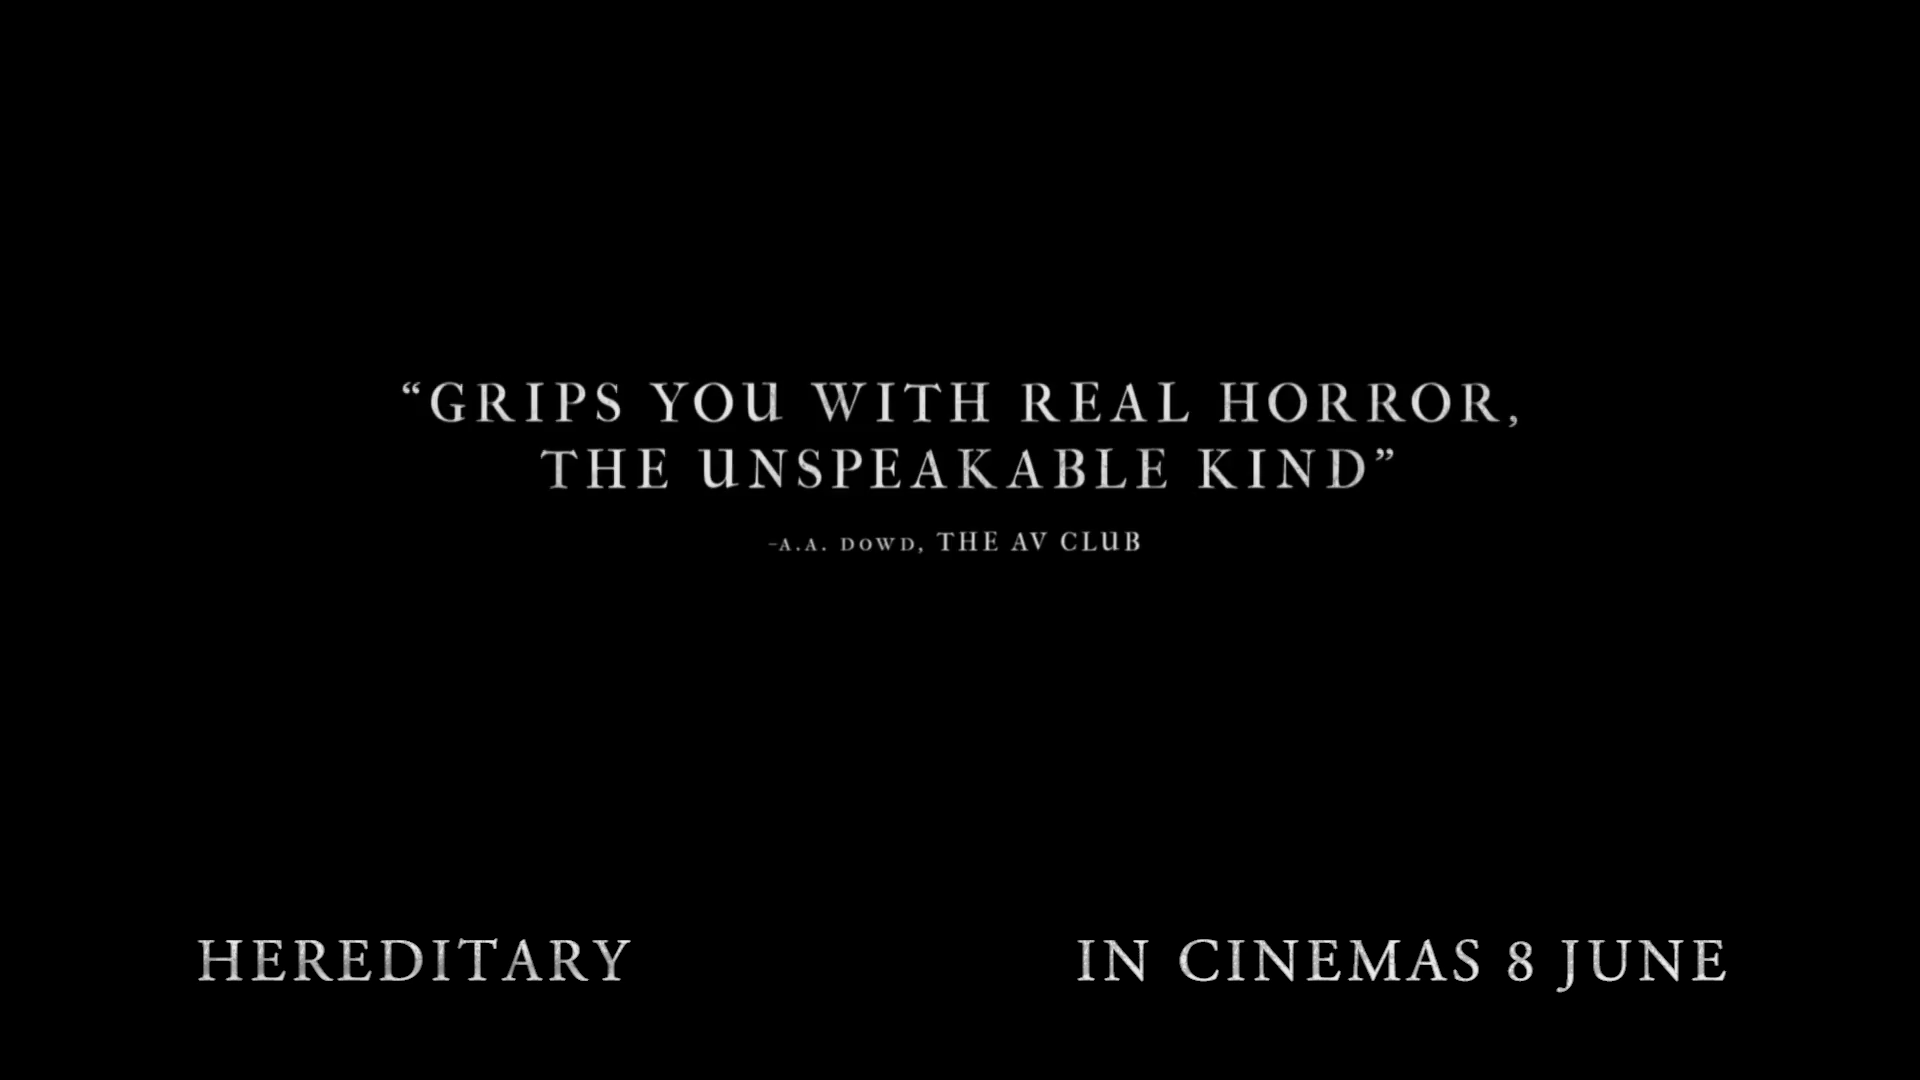 “GRIPS YOU WITH REAL HORROR,
THE UNSPEAKABLE KIND”
–A.A. DOWD, THE AV CLUB
HEREDITARY
IN CINEMAS 8 JUNE